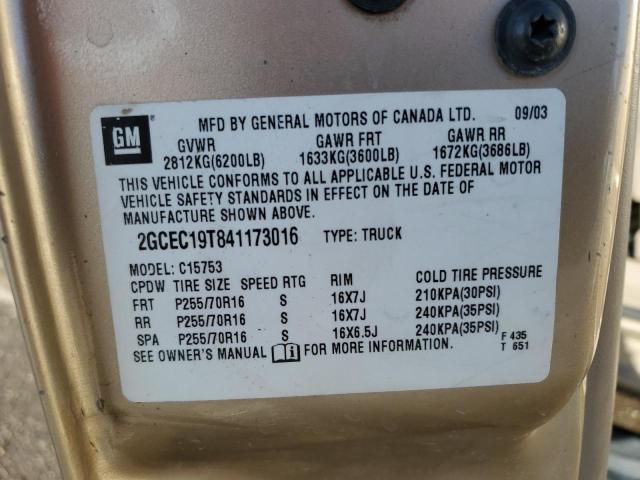 GM
MFD BY GENERAL MOTORS OF CANADA LTD. 09/03
GVWR GAWR FRT GAWR RR
2812KG(6200LB) 1633KG(3600LB) 1672KG(3686LB)
THIS VEHICLE CONFORMS TO ALL APPLICABLE U.S. FEDERAL MOTOR
VEHICLE SAFETY STANDARDS IN EFFECT ON THE DATE OF
MANUFACTURE SHOWN ABOVE.
2GCEC19T841173016 TYPE: TRUCK
MODEL: C15753
CPDW TIRE SIZE SPEED RTG RIM COLD TIRE PRESSURE
FRT P255/70R16 S 16X7J 210KPA(30PSI)
RR P255/70R16 S 16X7J 240KPA(35PSI)
SPA P255/70R16 S 16X6.5J 240KPA(35PSI)
SEE OWNER'S MANUAL i FOR MORE INFORMATION.
F 435
T 651